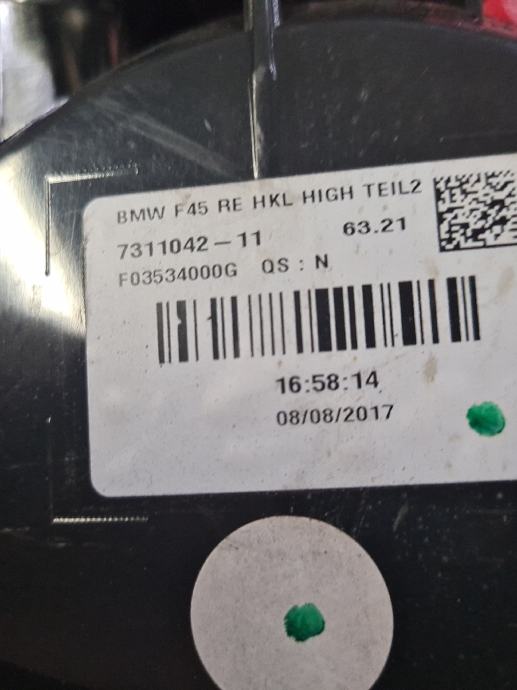 BMW F45 RE HKL HIGH TEIL2
7311042-11 63.21
F03534000G QS : N
16:58:14
08/08/2017